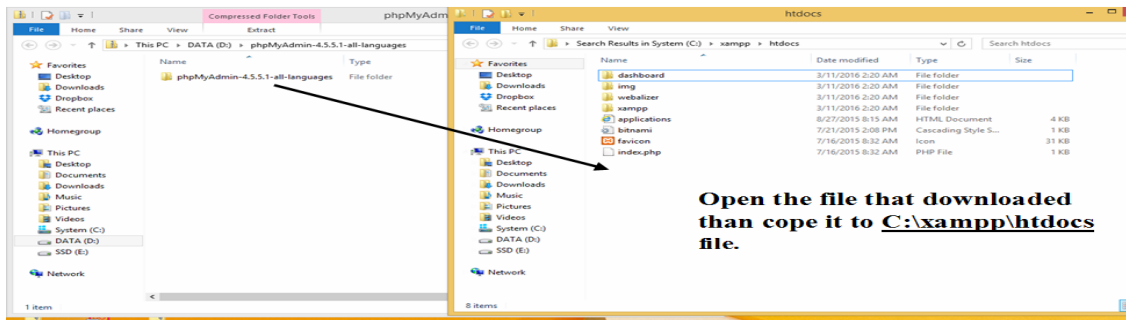 Compressed Folder Tools
phpMyAdm
File Home Share View Extract
This PC ▸ DATA (D:) ▸ phpMyAdmin-4.5.5.1-all-languages
Favorites
Desktop
Downloads
Dropbox
Recent places
Homegroup
This PC
Desktop
Documents
Downloads
Music
Pictures
Videos
System (C:)
DATA (D:)
SSD (E:)
Network
Name Type
phpMyAdmin-4.5.5.1-all-languages File folder
1 item
htdocs
File Home Share View
Search Results in System (C:) ▸ xampp ▸ htdocs
Search htdocs
Favorites
Desktop
Downloads
Dropbox
Recent places
Homegroup
This PC
Desktop
Documents
Downloads
Music
Pictures
Videos
System (C:)
DATA (D:)
SSD (E:)
Network
Name Date modified Type Size
dashboard 3/11/2016 2:20 AM File folder
img 3/11/2016 2:20 AM File folder
webalizer 3/11/2016 2:20 AM File folder
xampp 3/11/2016 2:20 AM File folder
applications 8/27/2015 8:15 AM HTML Document 4 KB
bitnami 7/21/2015 2:08 PM Cascading Style S... 1 KB
favicon 7/16/2015 8:32 AM Icon 31 KB
index.php 7/16/2015 8:32 AM PHP File 1 KB
Open the file that downloaded
than cope it to C:\xampp\htdocs
file.
8 items